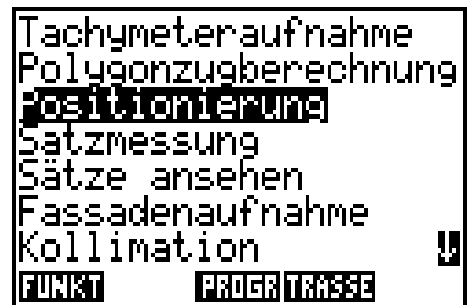 Tachymeteraufnahme
Polygonzugberechnung
Positionierung
Satzmessung
Sätze ansehen
Fassadenaufnahme
Kollimation
FUNKT PROGR TRASSE